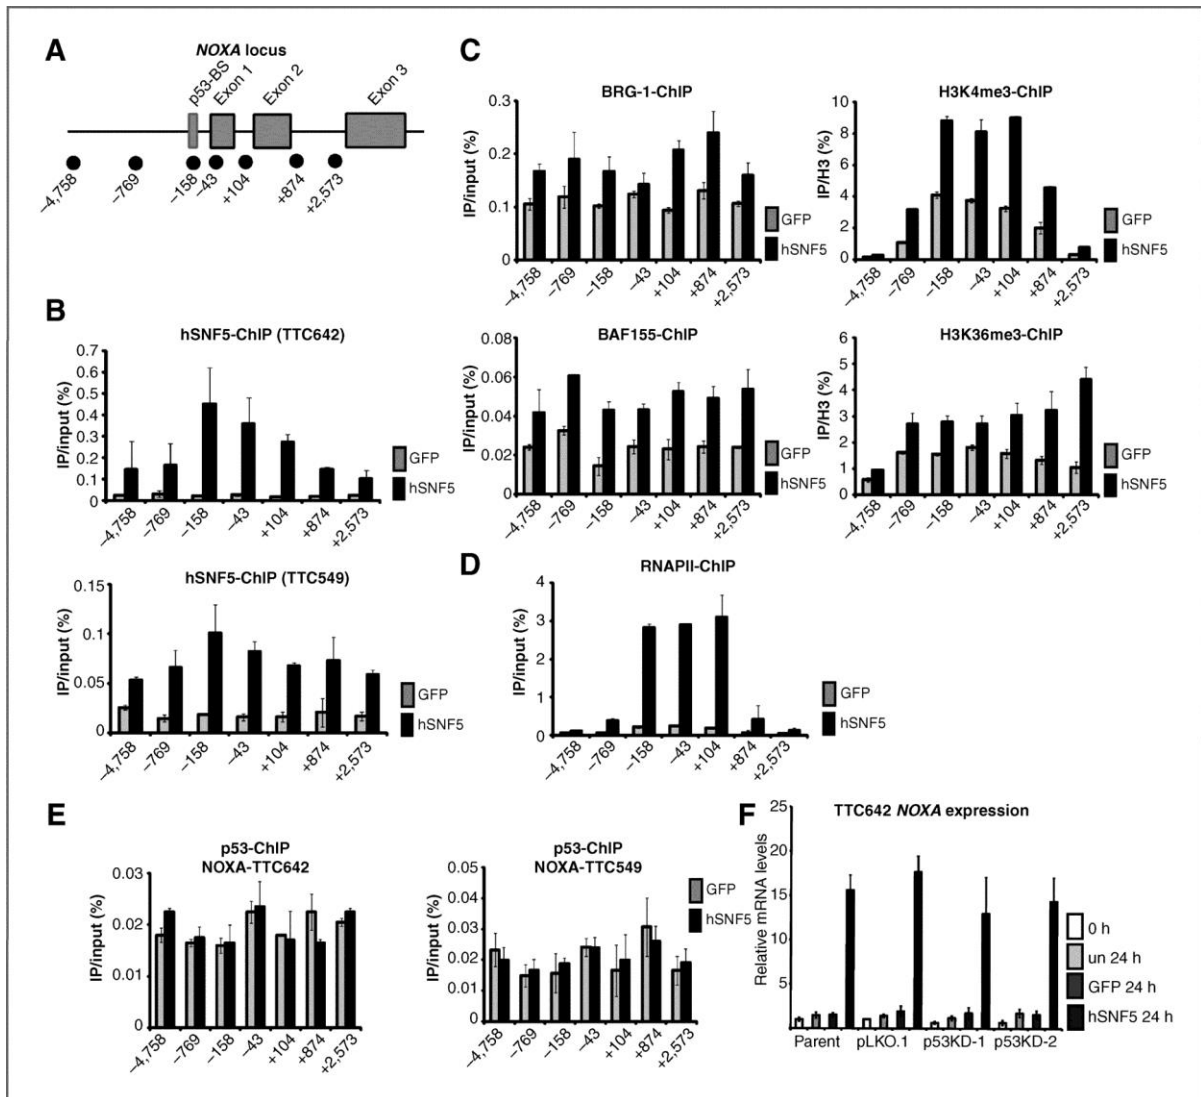 A
NOXA locus
p53-BS
Exon 1
Exon 2
Exon 3
−4,758
−769
−158
−43
+104
+874
+2,573
B
hSNF5-ChIP (TTC642)
IP/input (%)
0.7
0.6
0.5
0.4
0.3
0.2
0.1
0
GFP
hSNF5
−4,758
−769
−158
−43
+104
+874
+2,573
hSNF5-ChIP (TTC549)
IP/input (%)
0.15
0.1
0.05
0
GFP
hSNF5
−4,758
−769
−158
−43
+104
+874
+2,573
C
BRG-1-ChIP
IP/input (%)
0.3
0.2
0.1
0
GFP
hSNF5
−4,758
−769
−158
−43
+104
+874
+2,573
H3K4me3-ChIP
IP/H3 (%)
10
8
6
4
2
0
GFP
hSNF5
−4,758
−769
−158
−43
+104
+874
+2,573
BAF155-ChIP
IP/input (%)
0.08
0.06
0.04
0.02
0
GFP
hSNF5
−4,758
−769
−158
−43
+104
+874
+2,573
H3K36me3-ChIP
IP/H3 (%)
6
5
4
3
2
1
0
GFP
hSNF5
−4,758
−769
−158
−43
+104
+874
+2,573
D
RNAPII-ChIP
IP/input (%)
4
3
2
1
0
GFP
hSNF5
−4,758
−769
−158
−43
+104
+874
+2,573
E
p53-ChIP
NOXA-TTC642
IP/input (%)
0.03
0.02
0.01
0
−4,758
−769
−158
−43
+104
+874
+2,573
p53-ChIP
NOXA-TTC549
IP/input (%)
0.05
0.04
0.03
0.02
0.01
0
GFP
hSNF5
−4,758
−769
−158
−43
+104
+874
+2,573
F
TTC642 NOXA expression
Relative mRNA levels
25
20
15
10
5
0
0 h
un 24 h
GFP 24 h
hSNF5 24 h
Parent
pLKO.1
p53KD-1
p53KD-2